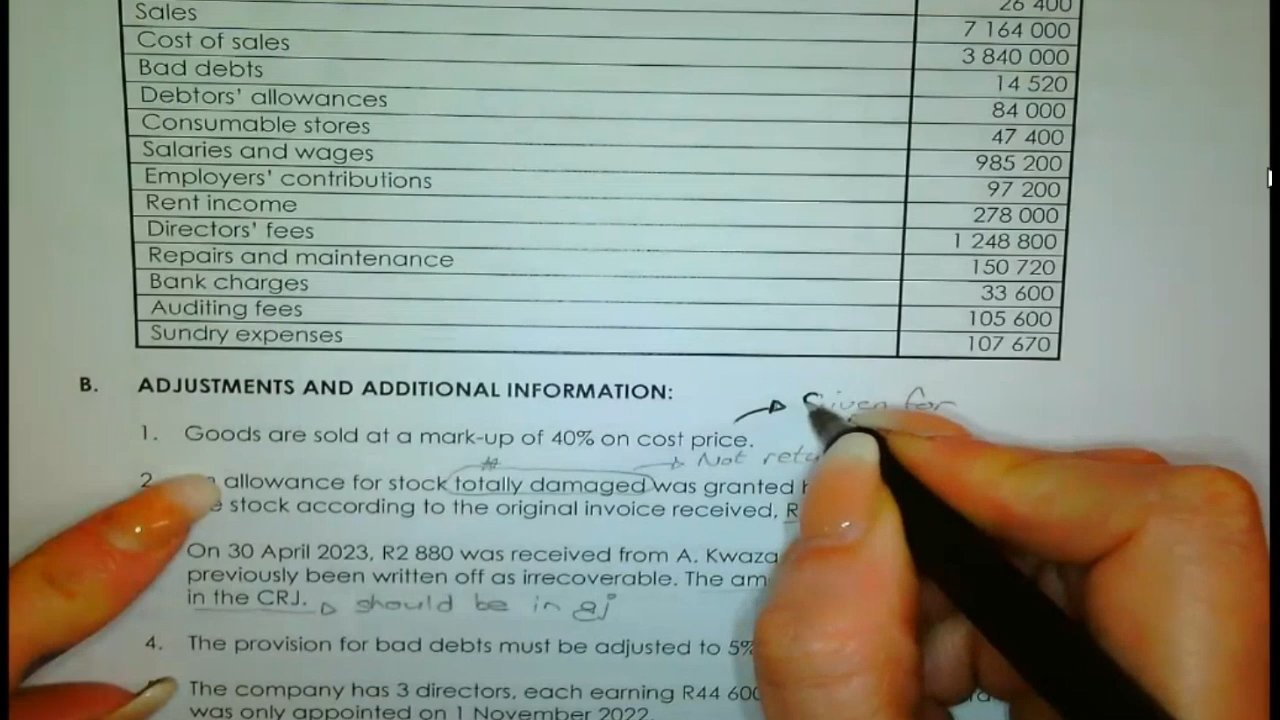 26 400
Sales 7 164 000
Cost of sales 3 840 000
Bad debts 14 520
Debtors' allowances 84 000
Consumable stores 47 400
Salaries and wages 985 200
Employers' contributions 97 200
Rent income 278 000
Directors' fees 1 248 800
Repairs and maintenance 150 720
Bank charges 33 600
Auditing fees 105 600
Sundry expenses 107 670
B. ADJUSTMENTS AND ADDITIONAL INFORMATION:
Given for
1. Goods are sold at a mark-up of 40% on cost price.
Not retu
2 allowance for stock totally damaged was granted
stock according to the original invoice received, R
On 30 April 2023, R2 880 was received from A. Kwaza
previously been written off as irrecoverable. The am
in the CRJ. should be in gj
4. The provision for bad debts must be adjusted to 5%
The company has 3 directors, each earning R44 600
was only appointed on 1 November 2022.